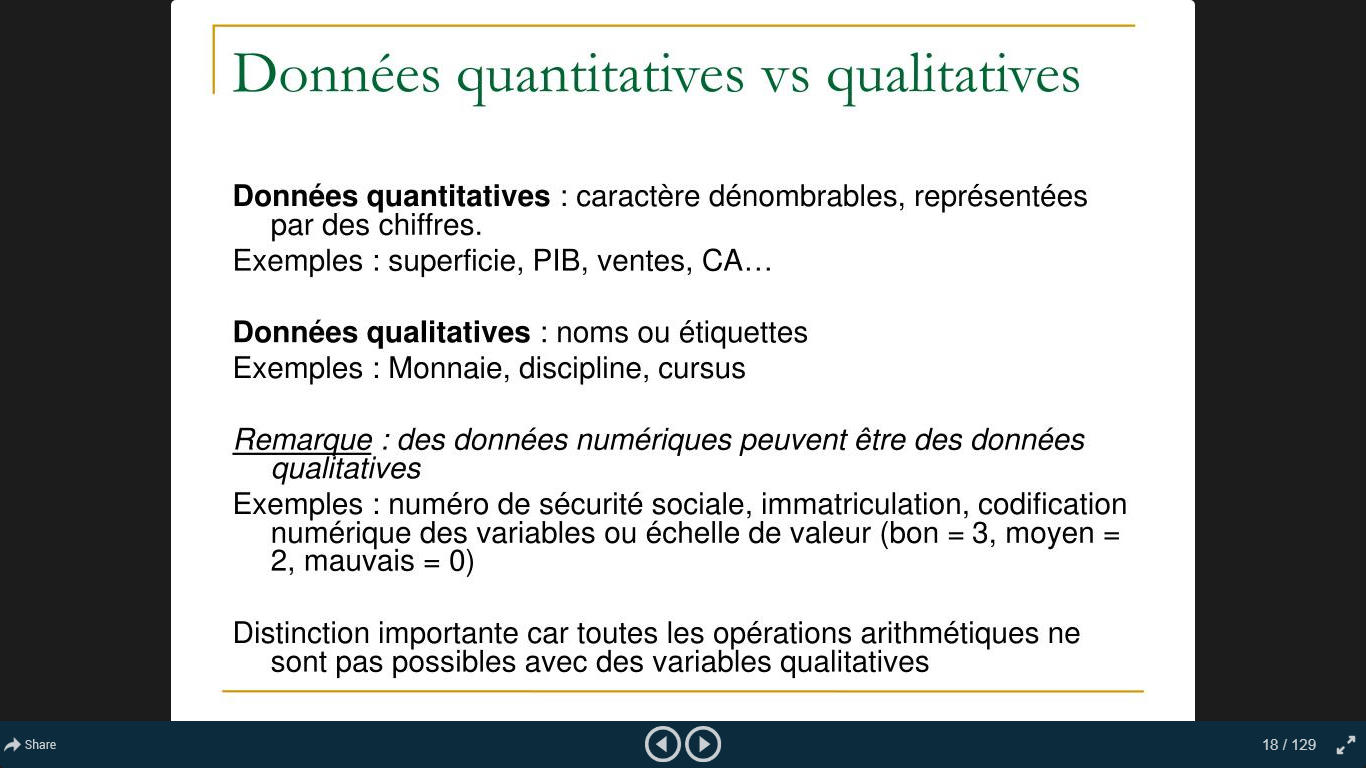 Données quantitatives vs qualitatives
Données quantitatives : caractère dénombrables, représentées
par des chiffres.
Exemples : superficie, PIB, ventes, CA…
Données qualitatives : noms ou étiquettes
Exemples : Monnaie, discipline, cursus
Remarque : des données numériques peuvent être des données
qualitatives
Exemples : numéro de sécurité sociale, immatriculation, codification
numérique des variables ou échelle de valeur (bon = 3, moyen =
2, mauvais = 0)
Distinction importante car toutes les opérations arithmétiques ne
sont pas possibles avec des variables qualitatives
Share
18 / 129